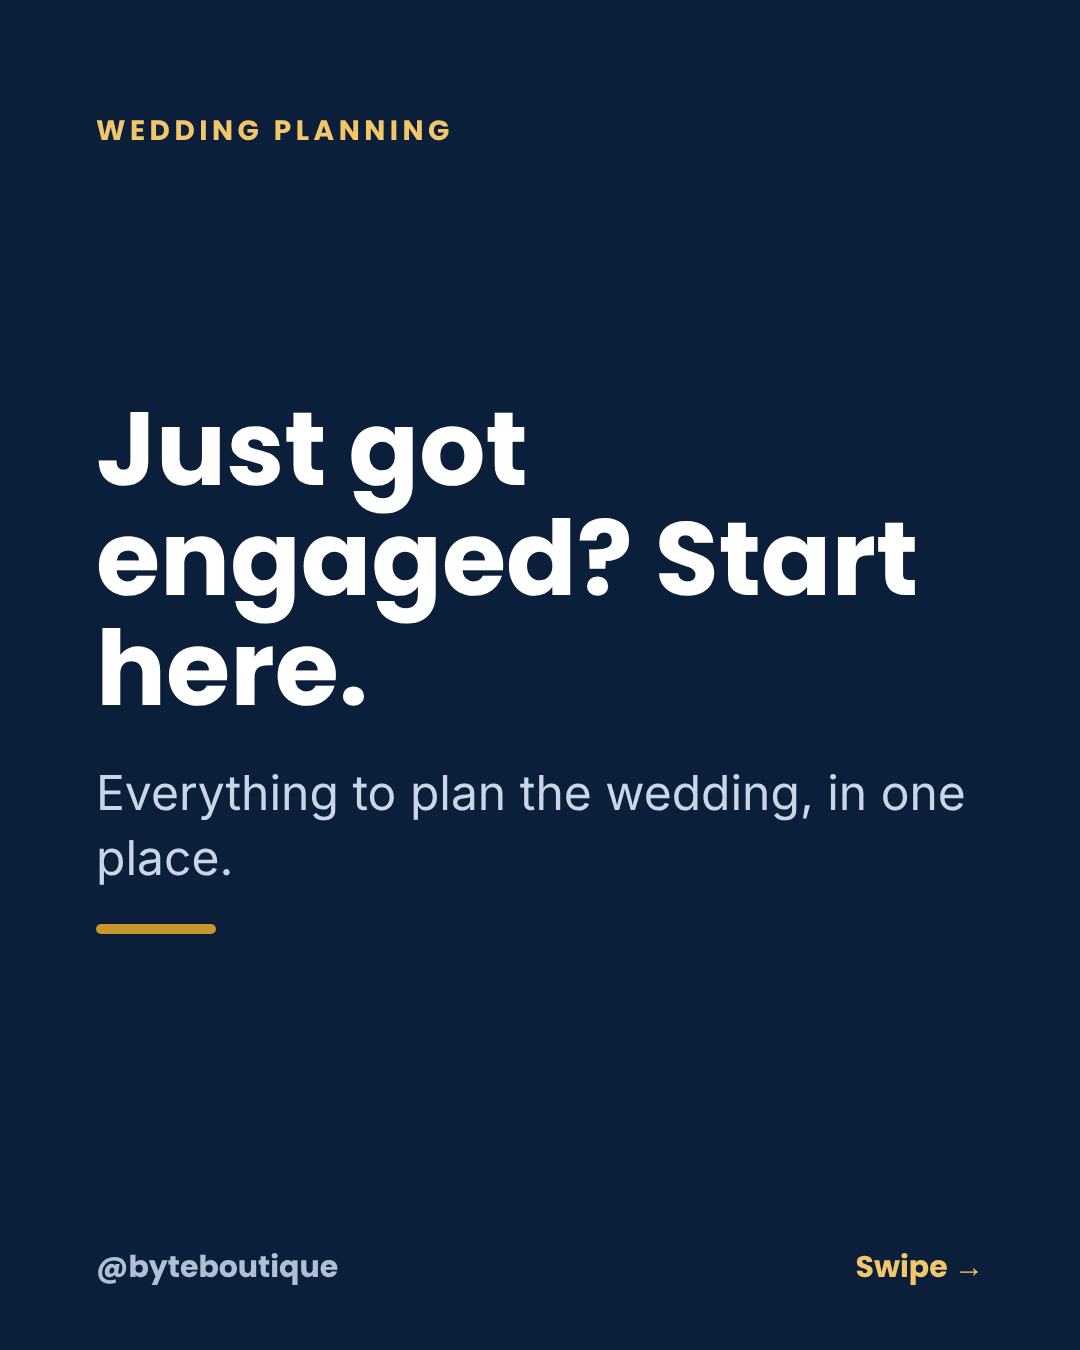 WEDDING PLANNING
Just got
engaged? Start
here.
Everything to plan the wedding, in one
place.
@byteboutique
Swipe →